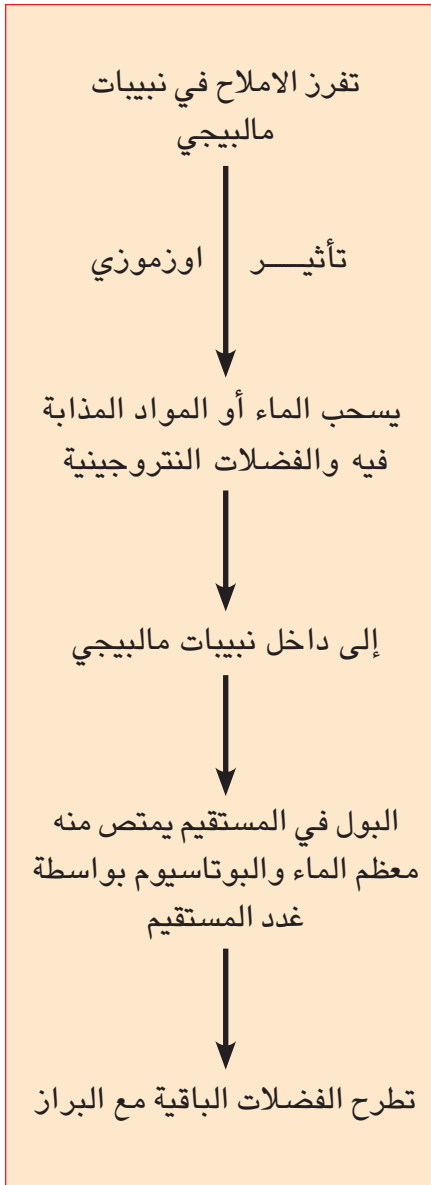 تفرز الاملاح في نبيبات
مالبيجي
تأثيـــر اوزموزي
يسحب الماء أو المواد المذابة
فيه والفضلات النتروجينية
إلى داخل نبيبات مالبيجي
البول في المستقيم يمتص منه
معظم الماء والبوتاسيوم بواسطة
غدد المستقيم
تطرح الفضلات الباقية مع البراز